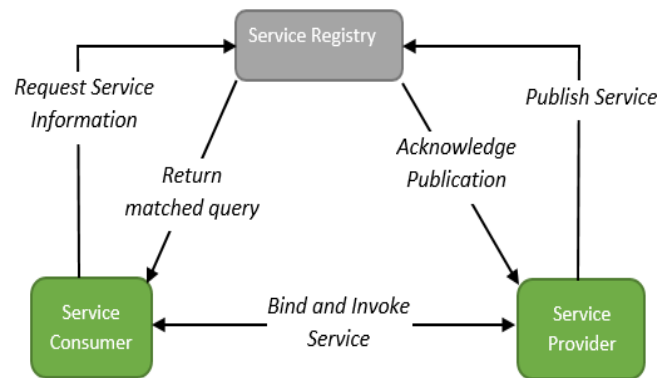 Service Registry
Request Service
Information
Publish Service
Acknowledge
Publication
Return
matched query
Service
Consumer
Bind and Invoke
Service
Service
Provider